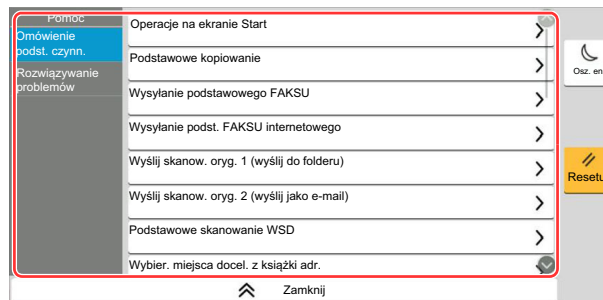 Pomoc
Omówienie
podst. czynn.
Rozwiązywanie
problemów
Operacje na ekranie Start
Podstawowe kopiowanie
Wysyłanie podstawowego FAKSU
Wysyłanie podst. FAKSU internetowego
Wyślij skanow. oryg. 1 (wyślij do folderu)
Wyślij skanow. oryg. 2 (wyślij jako e-mail)
Podstawowe skanowanie WSD
Wybier. miejsca docel. z książki adr.
Zamknij
Osz. en
Resetu